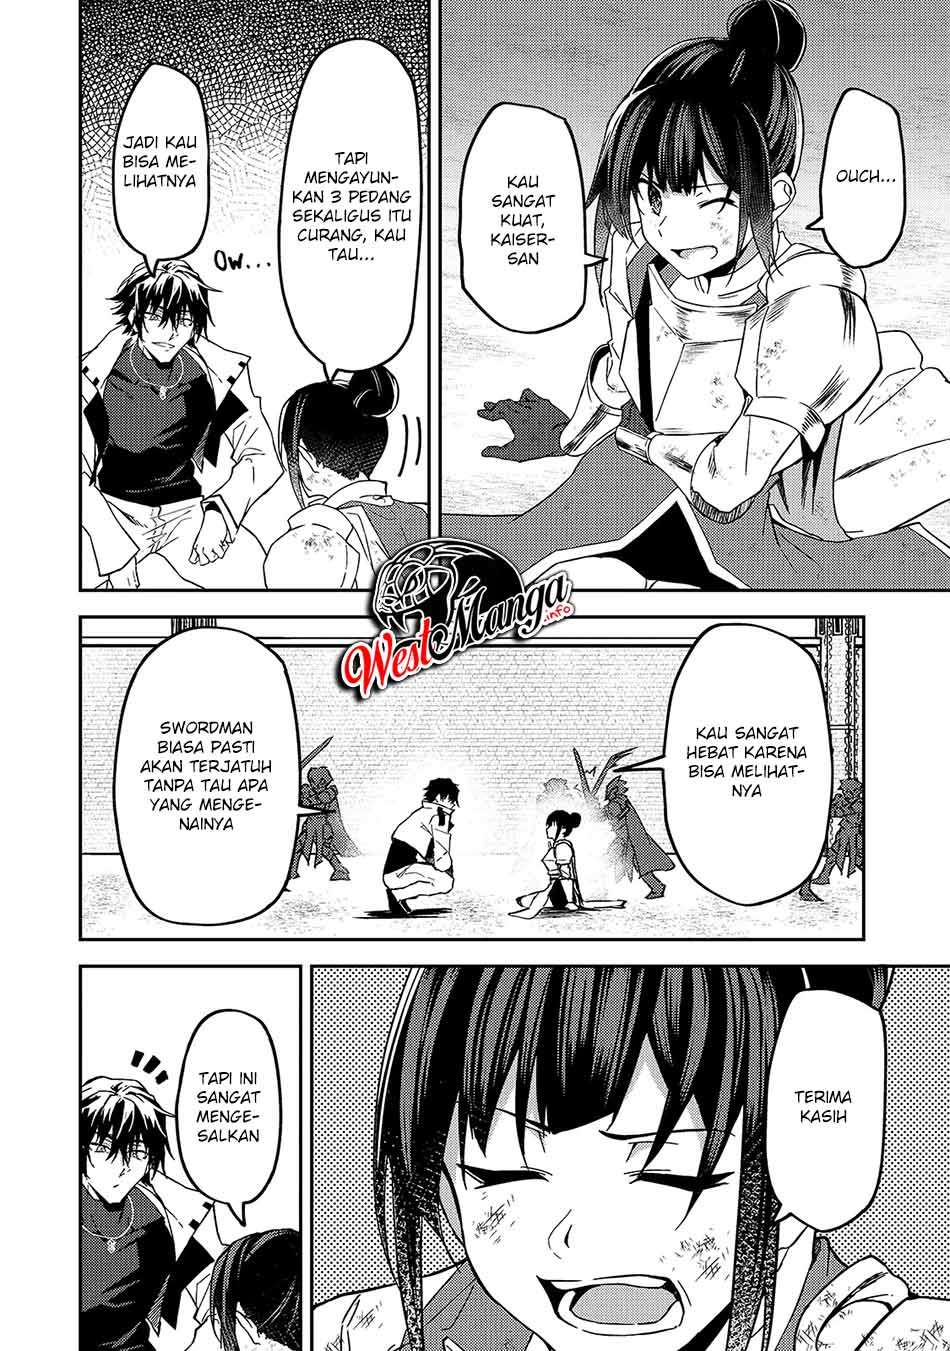 OUCH...
KAU
SANGAT
KUAT,
KAISER-
SAN
TAPI
MENGAYUN-
KAN 3 PEDANG
SEKALIGUS ITU
CURANG, KAU
TAU...
OW...
JADI KAU
BISA ME-
LIHATNYA
WestManga
.info
KAU SANGAT
HEBAT KARENA
BISA MELIHAT-
NYA
SWORDMAN
BIASA PASTI
AKAN TERJATUH
TANPA TAU APA
YANG MENGE-
NAINYA
TERIMA
KASIH
TAPI INI
SANGAT
MENGE-
SALKAN